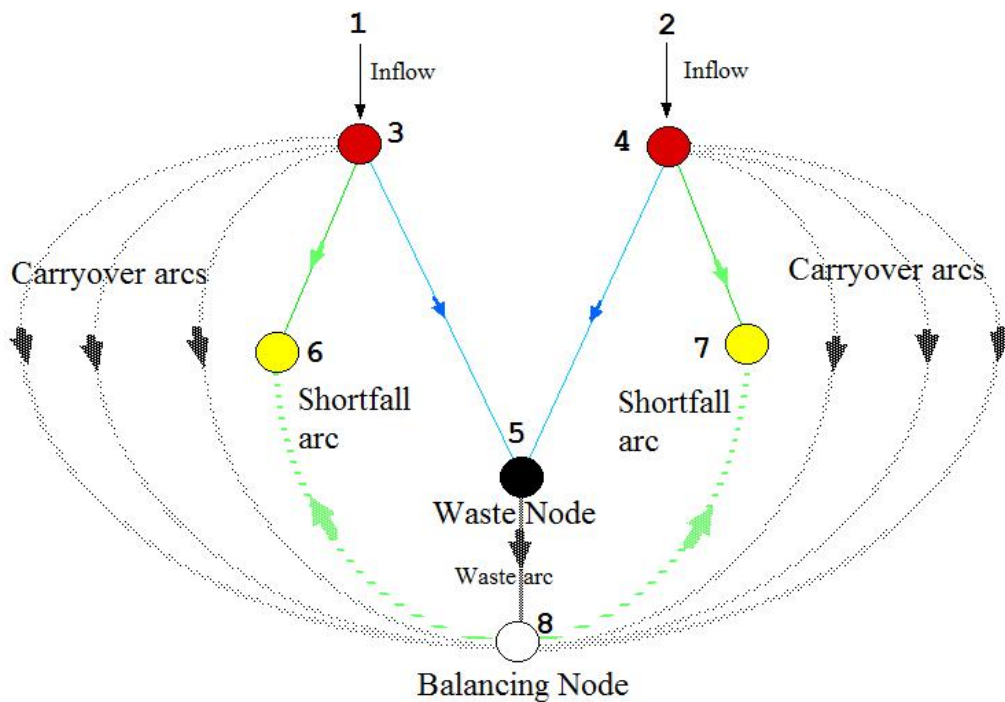 1
2
Inflow
Inflow
3
4
Carryover arcs
Carryover arcs
6
7
Shortfall
arc
Shortfall
arc
5
Waste Node
Waste arc
8
Balancing Node